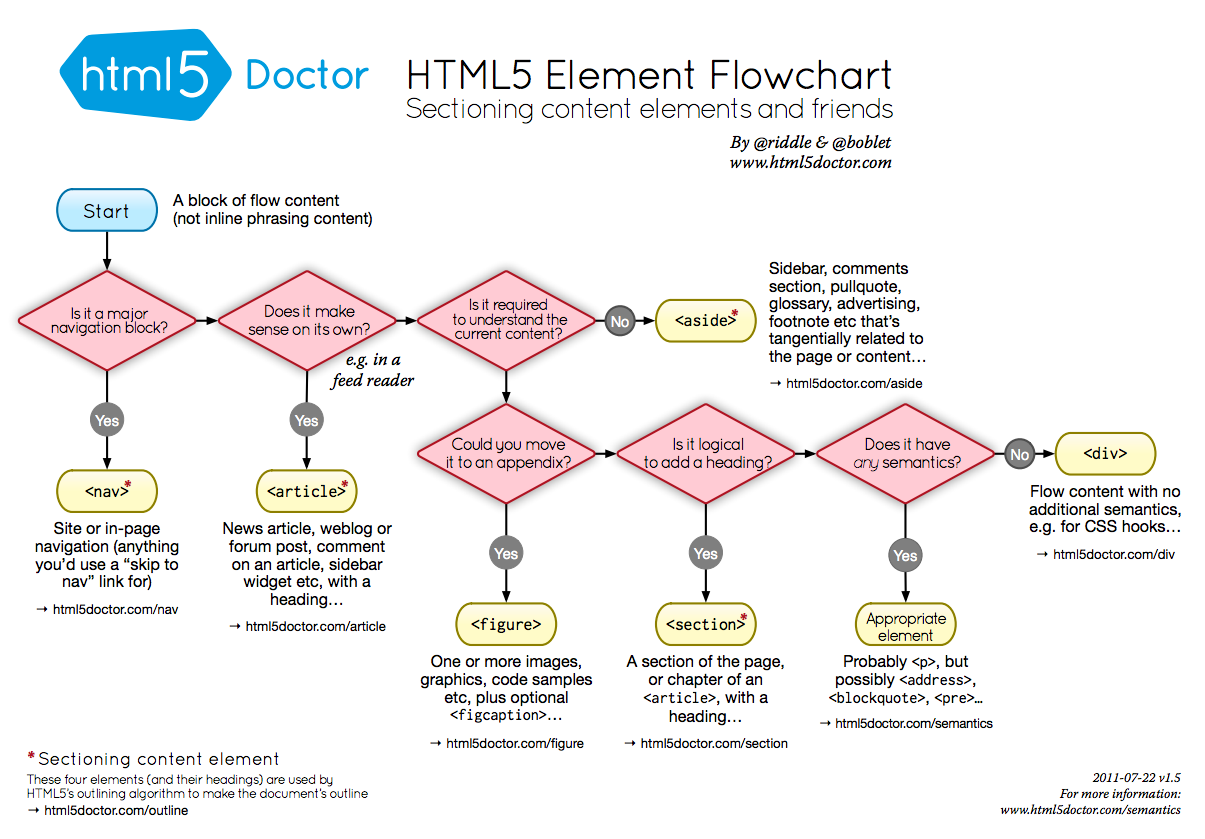 html5 Doctor
HTML5 Element Flowchart
Sectioning content elements and friends
By @riddle & @boblet
www.html5doctor.com
Start
A block of flow content
(not inline phrasing content)
Is it a major
navigation block?
Does it make
sense on its own?
e.g. in a
feed reader
Is it required
to understand the
current content?
No
<aside>*
Sidebar, comments
section, pullquote,
glossary, advertising,
footnote etc that’s
tangentially related to
the page or content…
→ html5doctor.com/aside
Yes
<nav>*
Site or in-page
navigation (anything
you’d use a “skip to
nav” link for)
→ html5doctor.com/nav
Yes
<article>*
News article, weblog or
forum post, comment
on an article, sidebar
widget etc, with a
heading…
→ html5doctor.com/article
Could you move
it to an appendix?
Is it logical
to add a heading?
Does it have
any semantics?
No
<div>
Flow content with no
additional semantics,
e.g. for CSS hooks…
→ html5doctor.com/div
Yes
<figure>
One or more images,
graphics, code samples
etc, plus optional
<figcaption>…
→ html5doctor.com/figure
Yes
<section>*
A section of the page,
or chapter of an
<article>, with a
heading…
→ html5doctor.com/section
Yes
Appropriate
element
Probably <p>, but
possibly <address>,
<blockquote>, <pre>…
→ html5doctor.com/semantics
* Sectioning content element
These four elements (and their headings) are used by
HTML5’s outlining algorithm to make the document’s outline
→ html5doctor.com/outline
2011-07-22 v1.5
For more information:
www.html5doctor.com/semantics